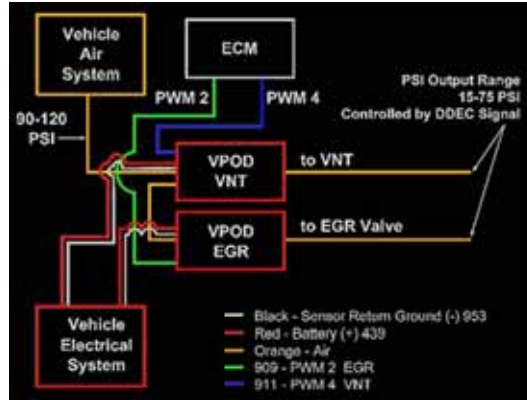 Vehicle
Air
System
ECM
PWM 2
PWM 4
PSI Output Range
15-75 PSI
Controlled by DDEC Signal
90-120
PSI
VPOD
VNT
to VNT
VPOD
EGR
to EGR Valve
Vehicle
Electrical
System
Black - Sensor Return Ground (-) 953
Red - Battery (+) 439
Orange - Air
909 - PWM 2 EGR
911 - PWM 4 VNT